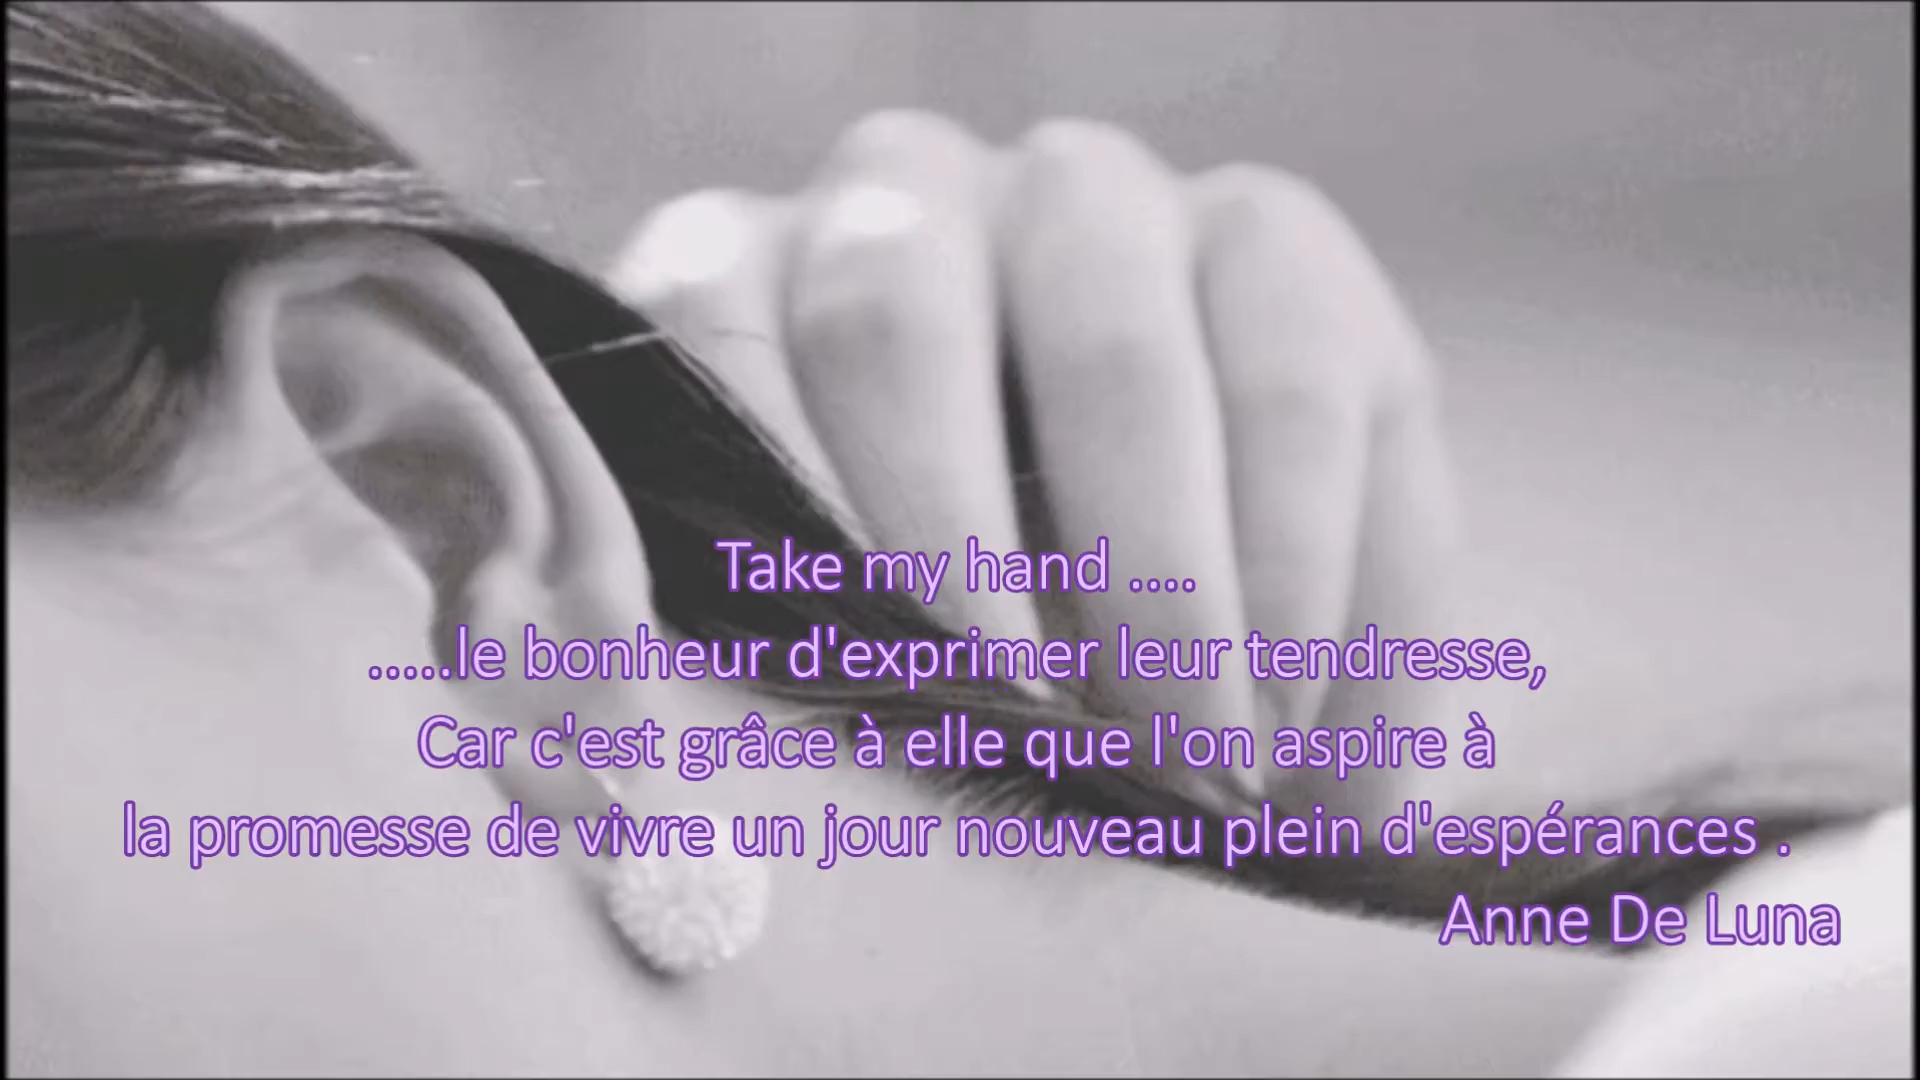 Take my hand ....
.....le bonheur d'exprimer leur tendresse,
Car c'est grâce à elle que l'on aspire à
la promesse de vivre un jour nouveau plein d'espérances .
Anne De Luna